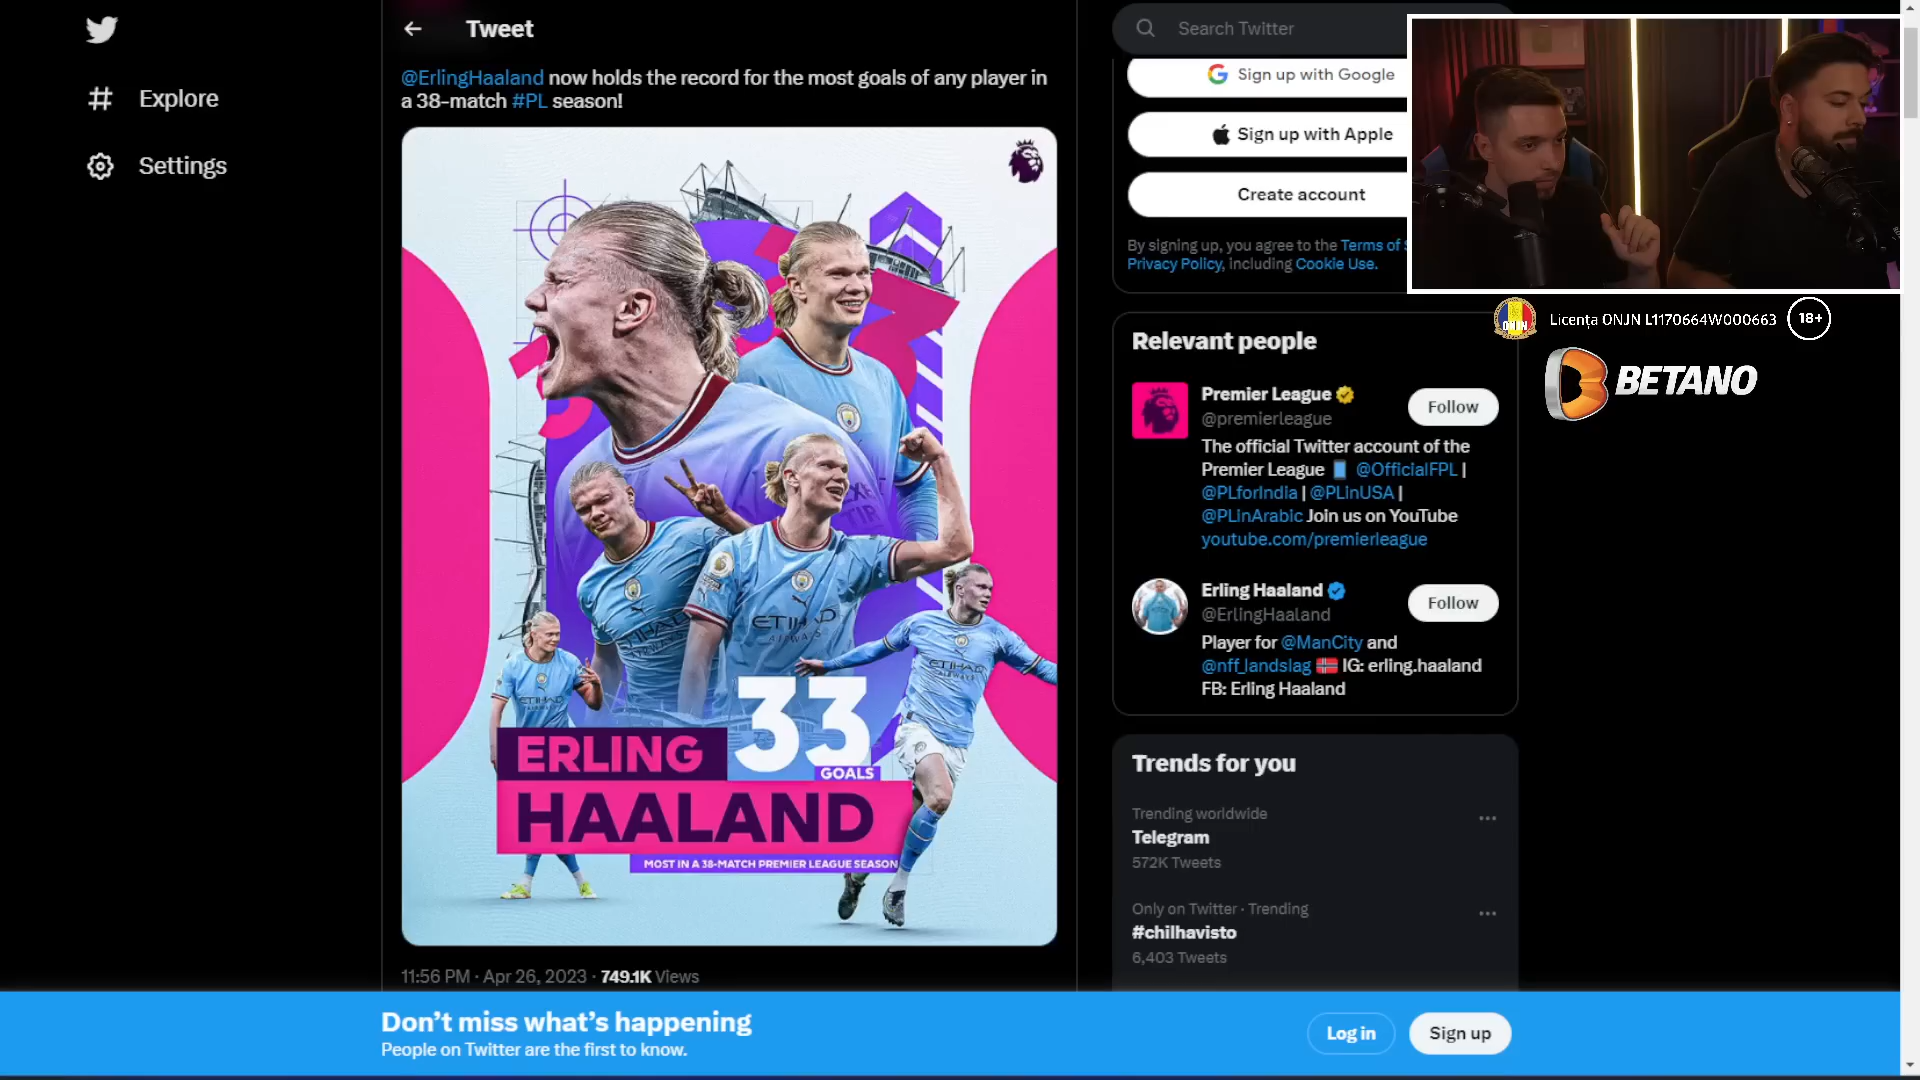 Tweet
@ErlingHaaland now holds the record for the most goals of any player in
a 38-match #PL season!
Explore
Settings
ETIHAD
AIRWAYS
ETIHAD
AIRWAYS
ETIHAD
33
GOALS
ERLING
HAALAND
MOST IN A 38-MATCH PREMIER LEAGUE SEASON
11:56 PM · Apr 26, 2023 · 749.1K Views
Search Twitter
Sign up with Google
Sign up with Apple
Create account
By signing up, you agree to the Terms of
Privacy Policy, including Cookie Use.
ONJN
Licența ONJN L1170664W000663
18+
BETANO
Relevant people
Premier League
@premierleague
Follow
The official Twitter account of the
Premier League @OfficialFPL |
@PLforIndia | @PLinUSA |
@PLinArabic Join us on YouTube
youtube.com/premierleague
Erling Haaland
@ErlingHaaland
Follow
Player for @ManCity and
@nff_landslag IG: erling.haaland
FB: Erling Haaland
Trends for you
Trending worldwide
Telegram
572K Tweets
Only on Twitter · Trending
#chilhavisto
6,403 Tweets
Don’t miss what’s happening
People on Twitter are the first to know.
Log in
Sign up